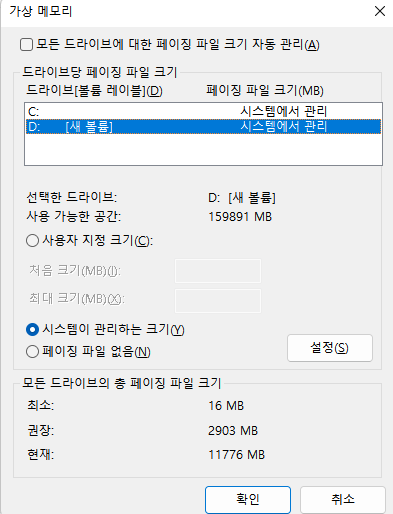 가상 메모리
모든 드라이브에 대한 페이징 파일 크기 자동 관리(A)
드라이브당 페이징 파일 크기
드라이브[볼륨 레이블](D) 페이징 파일 크기(MB)
C: 시스템에서 관리
D: [새 볼륨] 시스템에서 관리
선택한 드라이브: D: [새 볼륨]
사용 가능한 공간: 159891 MB
사용자 지정 크기(C):
처음 크기(MB)(I):
최대 크기(MB)(X):
시스템이 관리하는 크기(Y)
페이징 파일 없음(N) 설정(S)
모든 드라이브의 총 페이징 파일 크기
최소: 16 MB
권장: 2903 MB
현재: 11776 MB
확인 취소